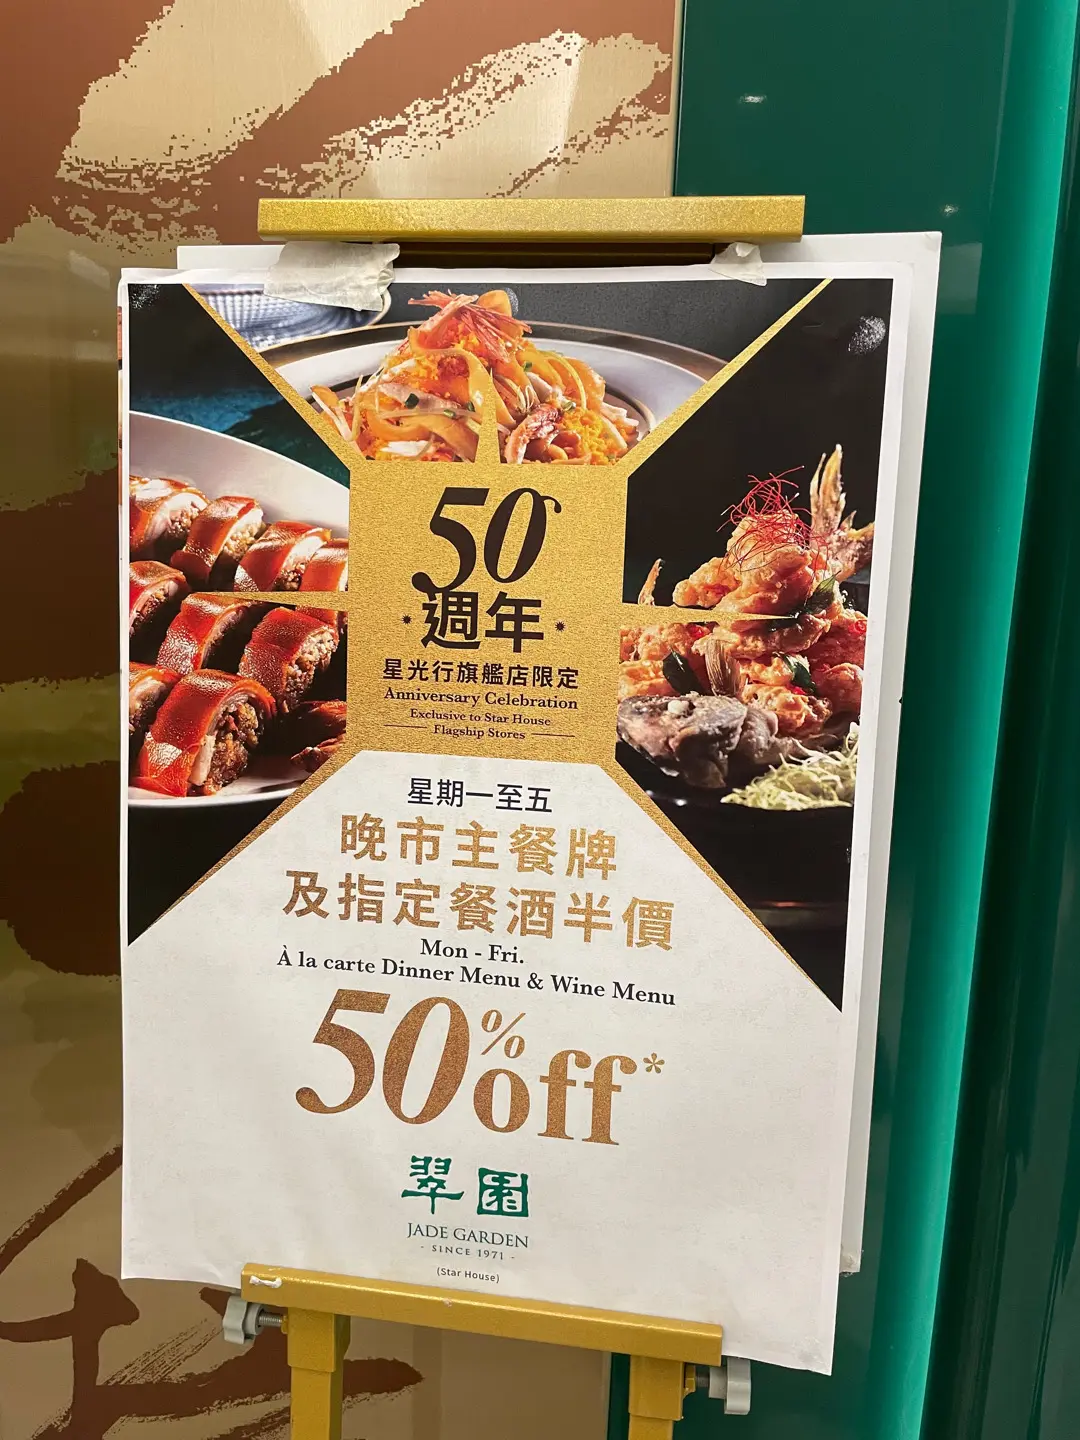 50
週年
星光行旗艦店限定
Anniversary Celebration
Exclusive to Star House
Flagship Stores
星期一至五
晚市主餐牌
及指定餐酒半價
Mon - Fri.
À la carte Dinner Menu & Wine Menu
50% off*
翠園
JADE GARDEN
- SINCE 1971 -
(Star House)